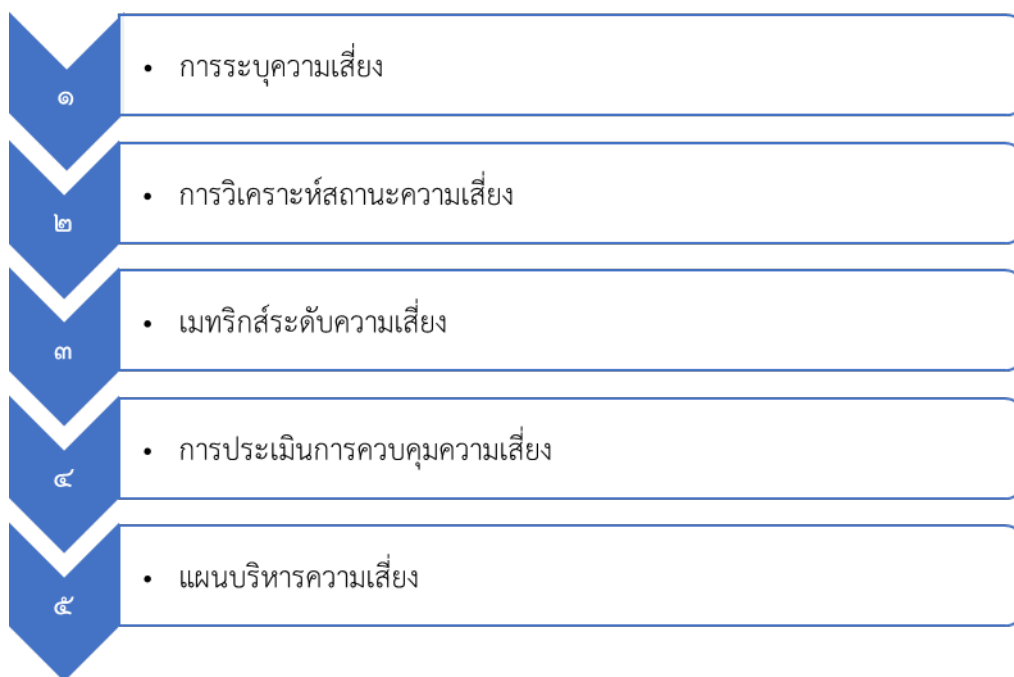 ๑
• การระบุความเสี่ยง
๒
• การวิเคราะห์สถานะความเสี่ยง
๓
• เมทริกส์ระดับความเสี่ยง
๔
• การประเมินการควบคุมความเสี่ยง
๕
• แผนบริหารความเสี่ยง